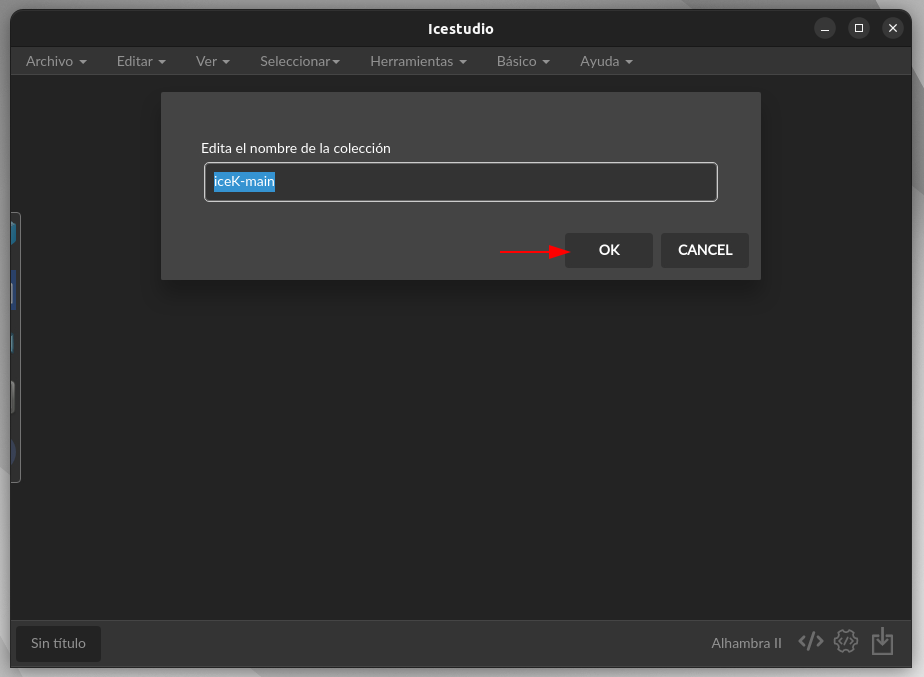 Icestudio
Archivo Editar Ver Seleccionar Herramientas Básico Ayuda
Edita el nombre de la colección
iceK-main
OK CANCEL
Sin título Alhambra II